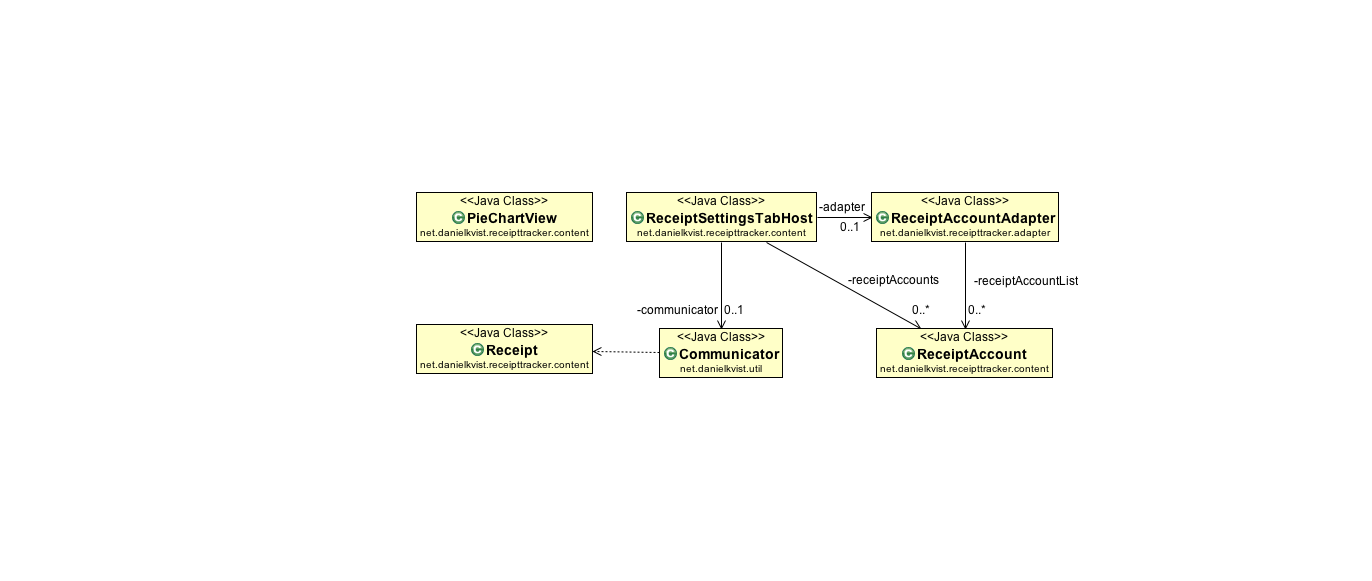 <<Java Class>>
PieChartView
net.danielkvist.receipttracker.content
<<Java Class>>
ReceiptSettingsTabHost
net.danielkvist.receipttracker.content
-adapter
0..1
<<Java Class>>
ReceiptAccountAdapter
net.danielkvist.receipttracker.adapter
-receiptAccounts
-receiptAccountList
-communicator
0..1
0..*
0..*
<<Java Class>>
Receipt
net.danielkvist.receipttracker.content
<<Java Class>>
Communicator
net.danielkvist.util
<<Java Class>>
ReceiptAccount
net.danielkvist.receipttracker.content